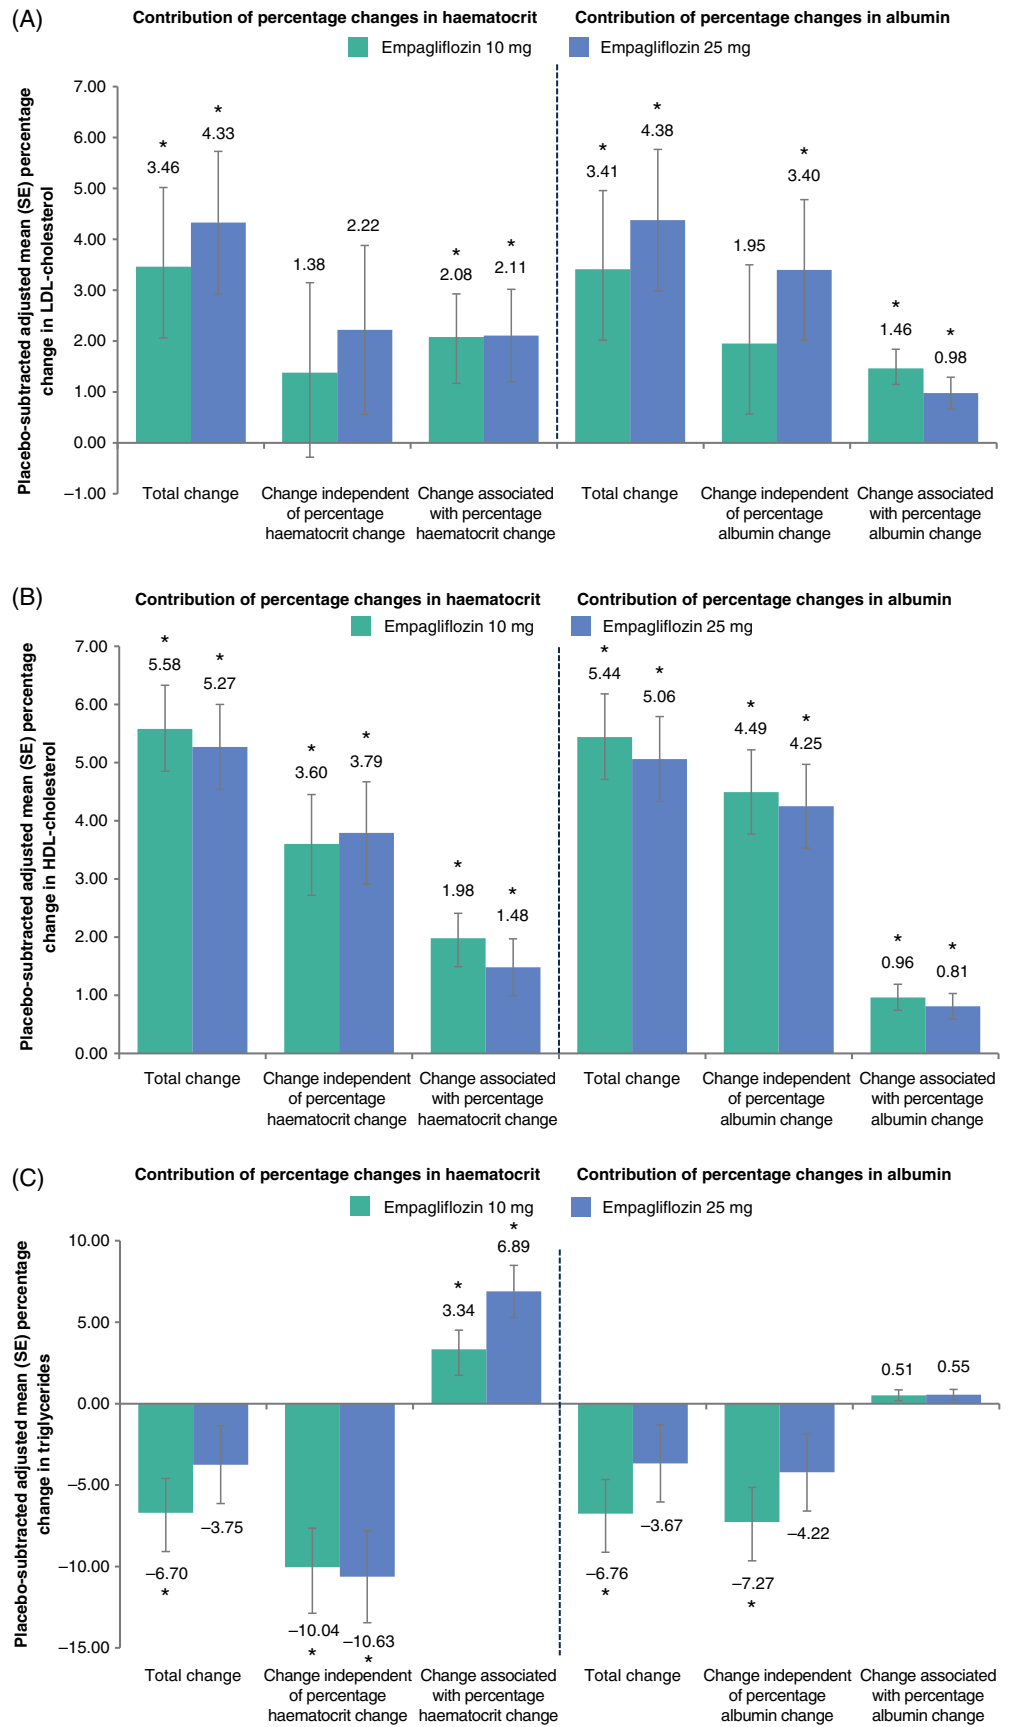 (A)
Contribution of percentage changes in haematocrit
Contribution of percentage changes in albumin
Empagliflozin 10 mg
Empagliflozin 25 mg
Placebo-subtracted adjusted mean (SE) percentage
change in LDL-cholesterol
7.00
6.00
5.00
4.00
3.00
2.00
1.00
0.00
–1.00
*
3.46
*
4.33
1.38
2.22
*
2.08
*
2.11
*
3.41
*
4.38
1.95
*
3.40
*
1.46
*
0.98
Total change
Change independent
of percentage
haematocrit change
Change associated
with percentage
haematocrit change
Total change
Change independent
of percentage
albumin change
Change associated
with percentage
albumin change
(B)
Contribution of percentage changes in haematocrit
Contribution of percentage changes in albumin
Empagliflozin 10 mg
Empagliflozin 25 mg
Placebo-subtracted adjusted mean (SE) percentage
change in HDL-cholesterol
7.00
6.00
5.00
4.00
3.00
2.00
1.00
0.00
*
5.58
*
5.27
*
3.60
*
3.79
*
1.98
*
1.48
*
5.44
*
5.06
*
4.49
*
4.25
*
0.96
*
0.81
Total change
Change independent
of percentage
haematocrit change
Change associated
with percentage
haematocrit change
Total change
Change independent
of percentage
albumin change
Change associated
with percentage
albumin change
(C)
Contribution of percentage changes in haematocrit
Contribution of percentage changes in albumin
Empagliflozin 10 mg
Empagliflozin 25 mg
Placebo-subtracted adjusted mean (SE) percentage
change in triglycerides
10.00
5.00
0.00
–5.00
–10.00
–15.00
–6.70
*
–3.75
–10.04
*
–10.63
*
*
3.34
*
6.89
–6.76
*
–3.67
–7.27
*
–4.22
0.51
0.55
Total change
Change independent
of percentage
haematocrit change
Change associated
with percentage
haematocrit change
Total change
Change independent
of percentage
albumin change
Change associated
with percentage
albumin change